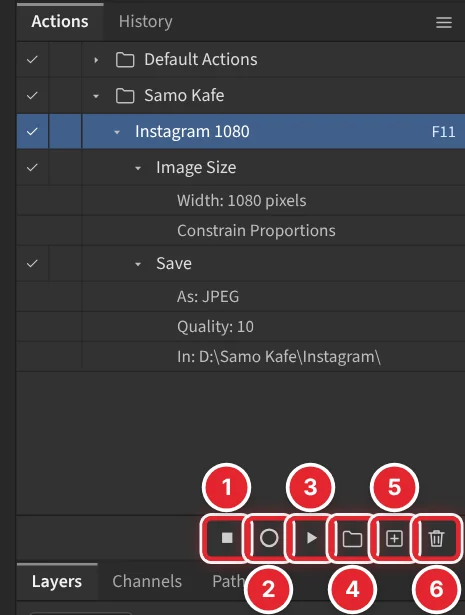 Actions History
Default Actions
Samo Kafe
Instagram 1080 F11
Image Size
Width: 1080 pixels
Constrain Proportions
Save
As: JPEG
Quality: 10
In: D:\Samo Kafe\Instagram\
1 3 5
Layers Channels Path
2 4 6